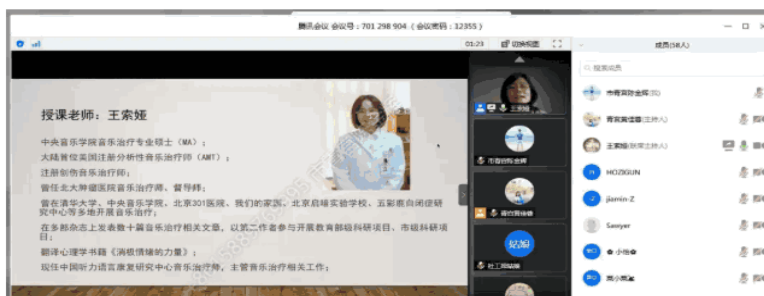 腾讯会议 会议号：701 298 904 （会议密码：12355）
01:23 切换视图
成员(58人)
搜索成员
授课老师：王索娅
中央音乐学院音乐治疗专业硕士（MA）；
大陆首位美国注册分析性音乐治疗师（AMT）；
注册创伤音乐治疗师；
曾任北大肿瘤医院音乐治疗师、督导师；
曾在清华大学、中央音乐学院、北京301医院、我们的家园、北京启喑实验学校、五彩鹿自闭症研
究中心等多地开展音乐治疗；
在多部杂志上发表数十篇音乐治疗相关文章，以第二作者参与开展教育部级科研项目、市级科研项
目；
翻译心理学书籍《消极情绪的力量》；
现任中国听力语言康复研究中心音乐治疗师，主管音乐治疗相关工作；
王索娅
姑姐
HOZIGUN
jiamin-Z
Sawyer
小怡